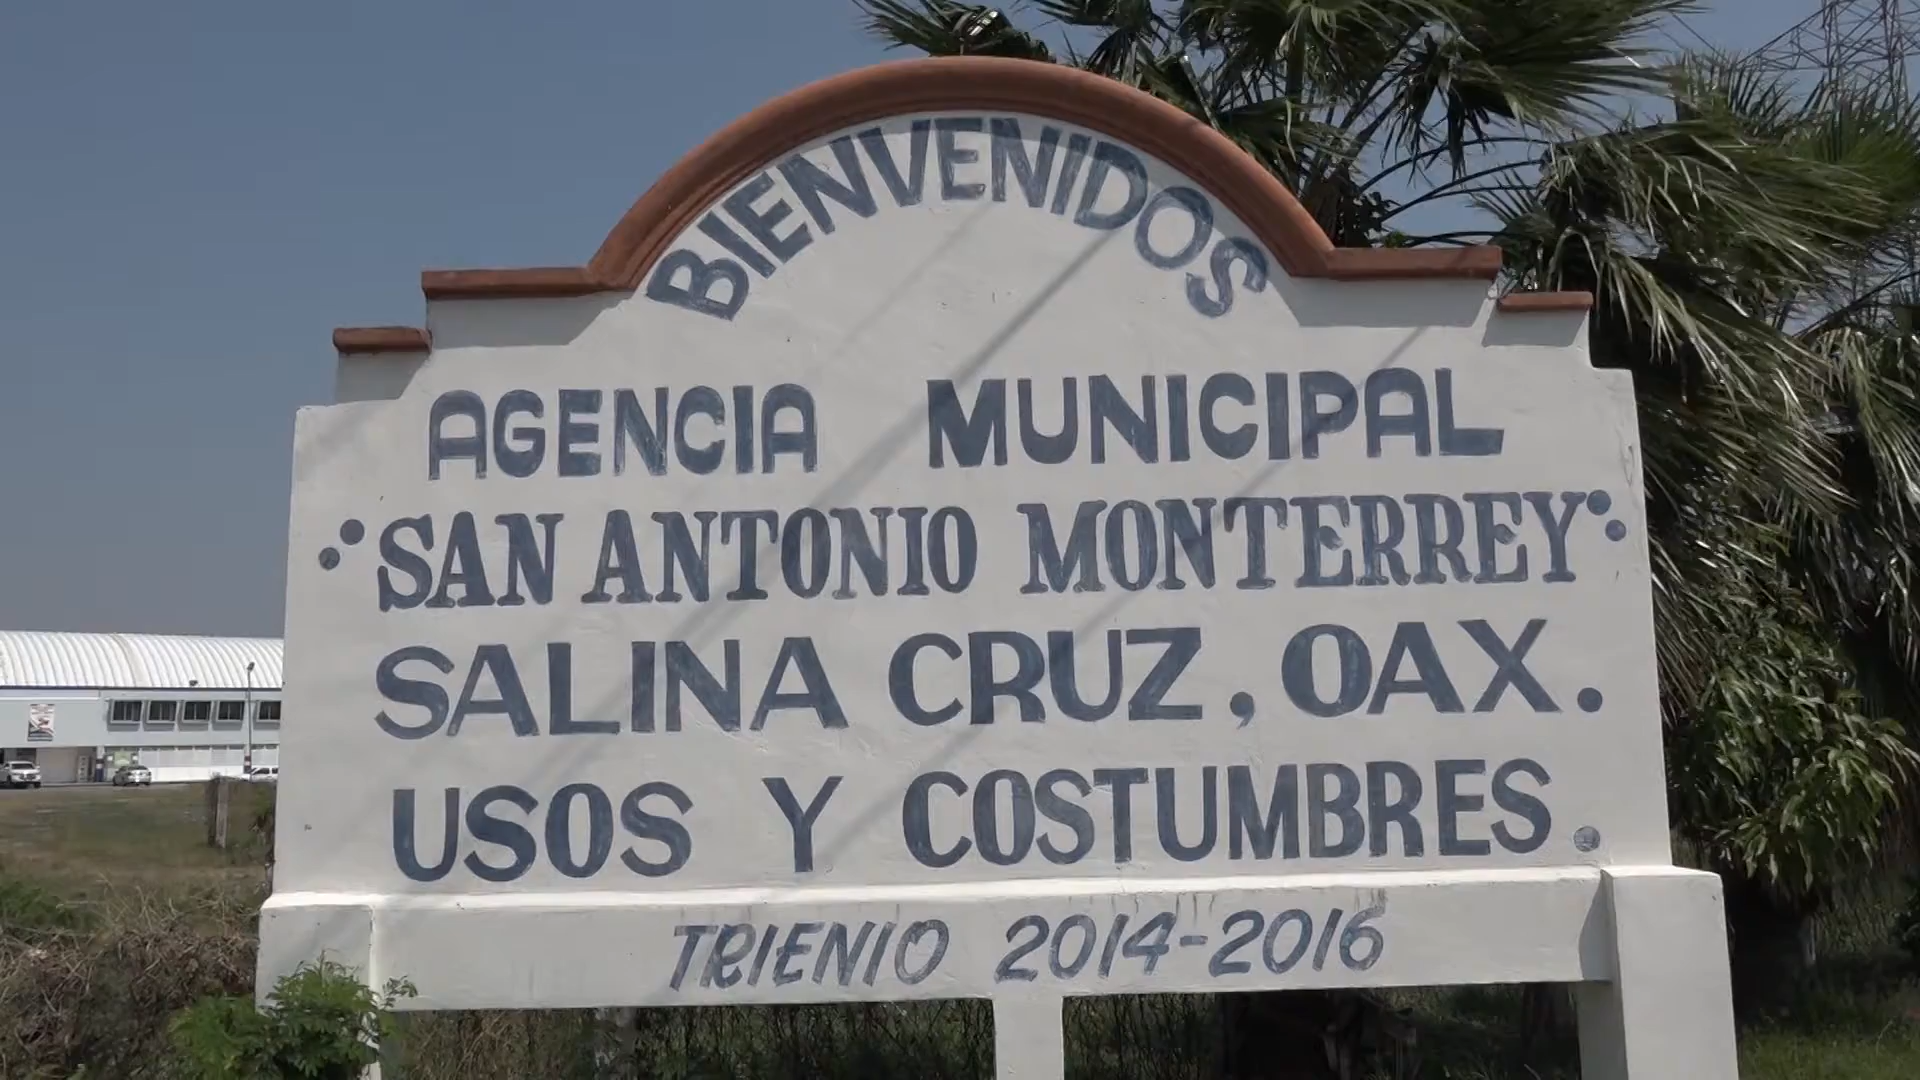 BIENVENIDOS
AGENCIA MUNICIPAL
"SAN ANTONIO MONTERREY"
SALINA CRUZ, OAX.
USOS Y COSTUMBRES.
TRIENIO 2014-2016